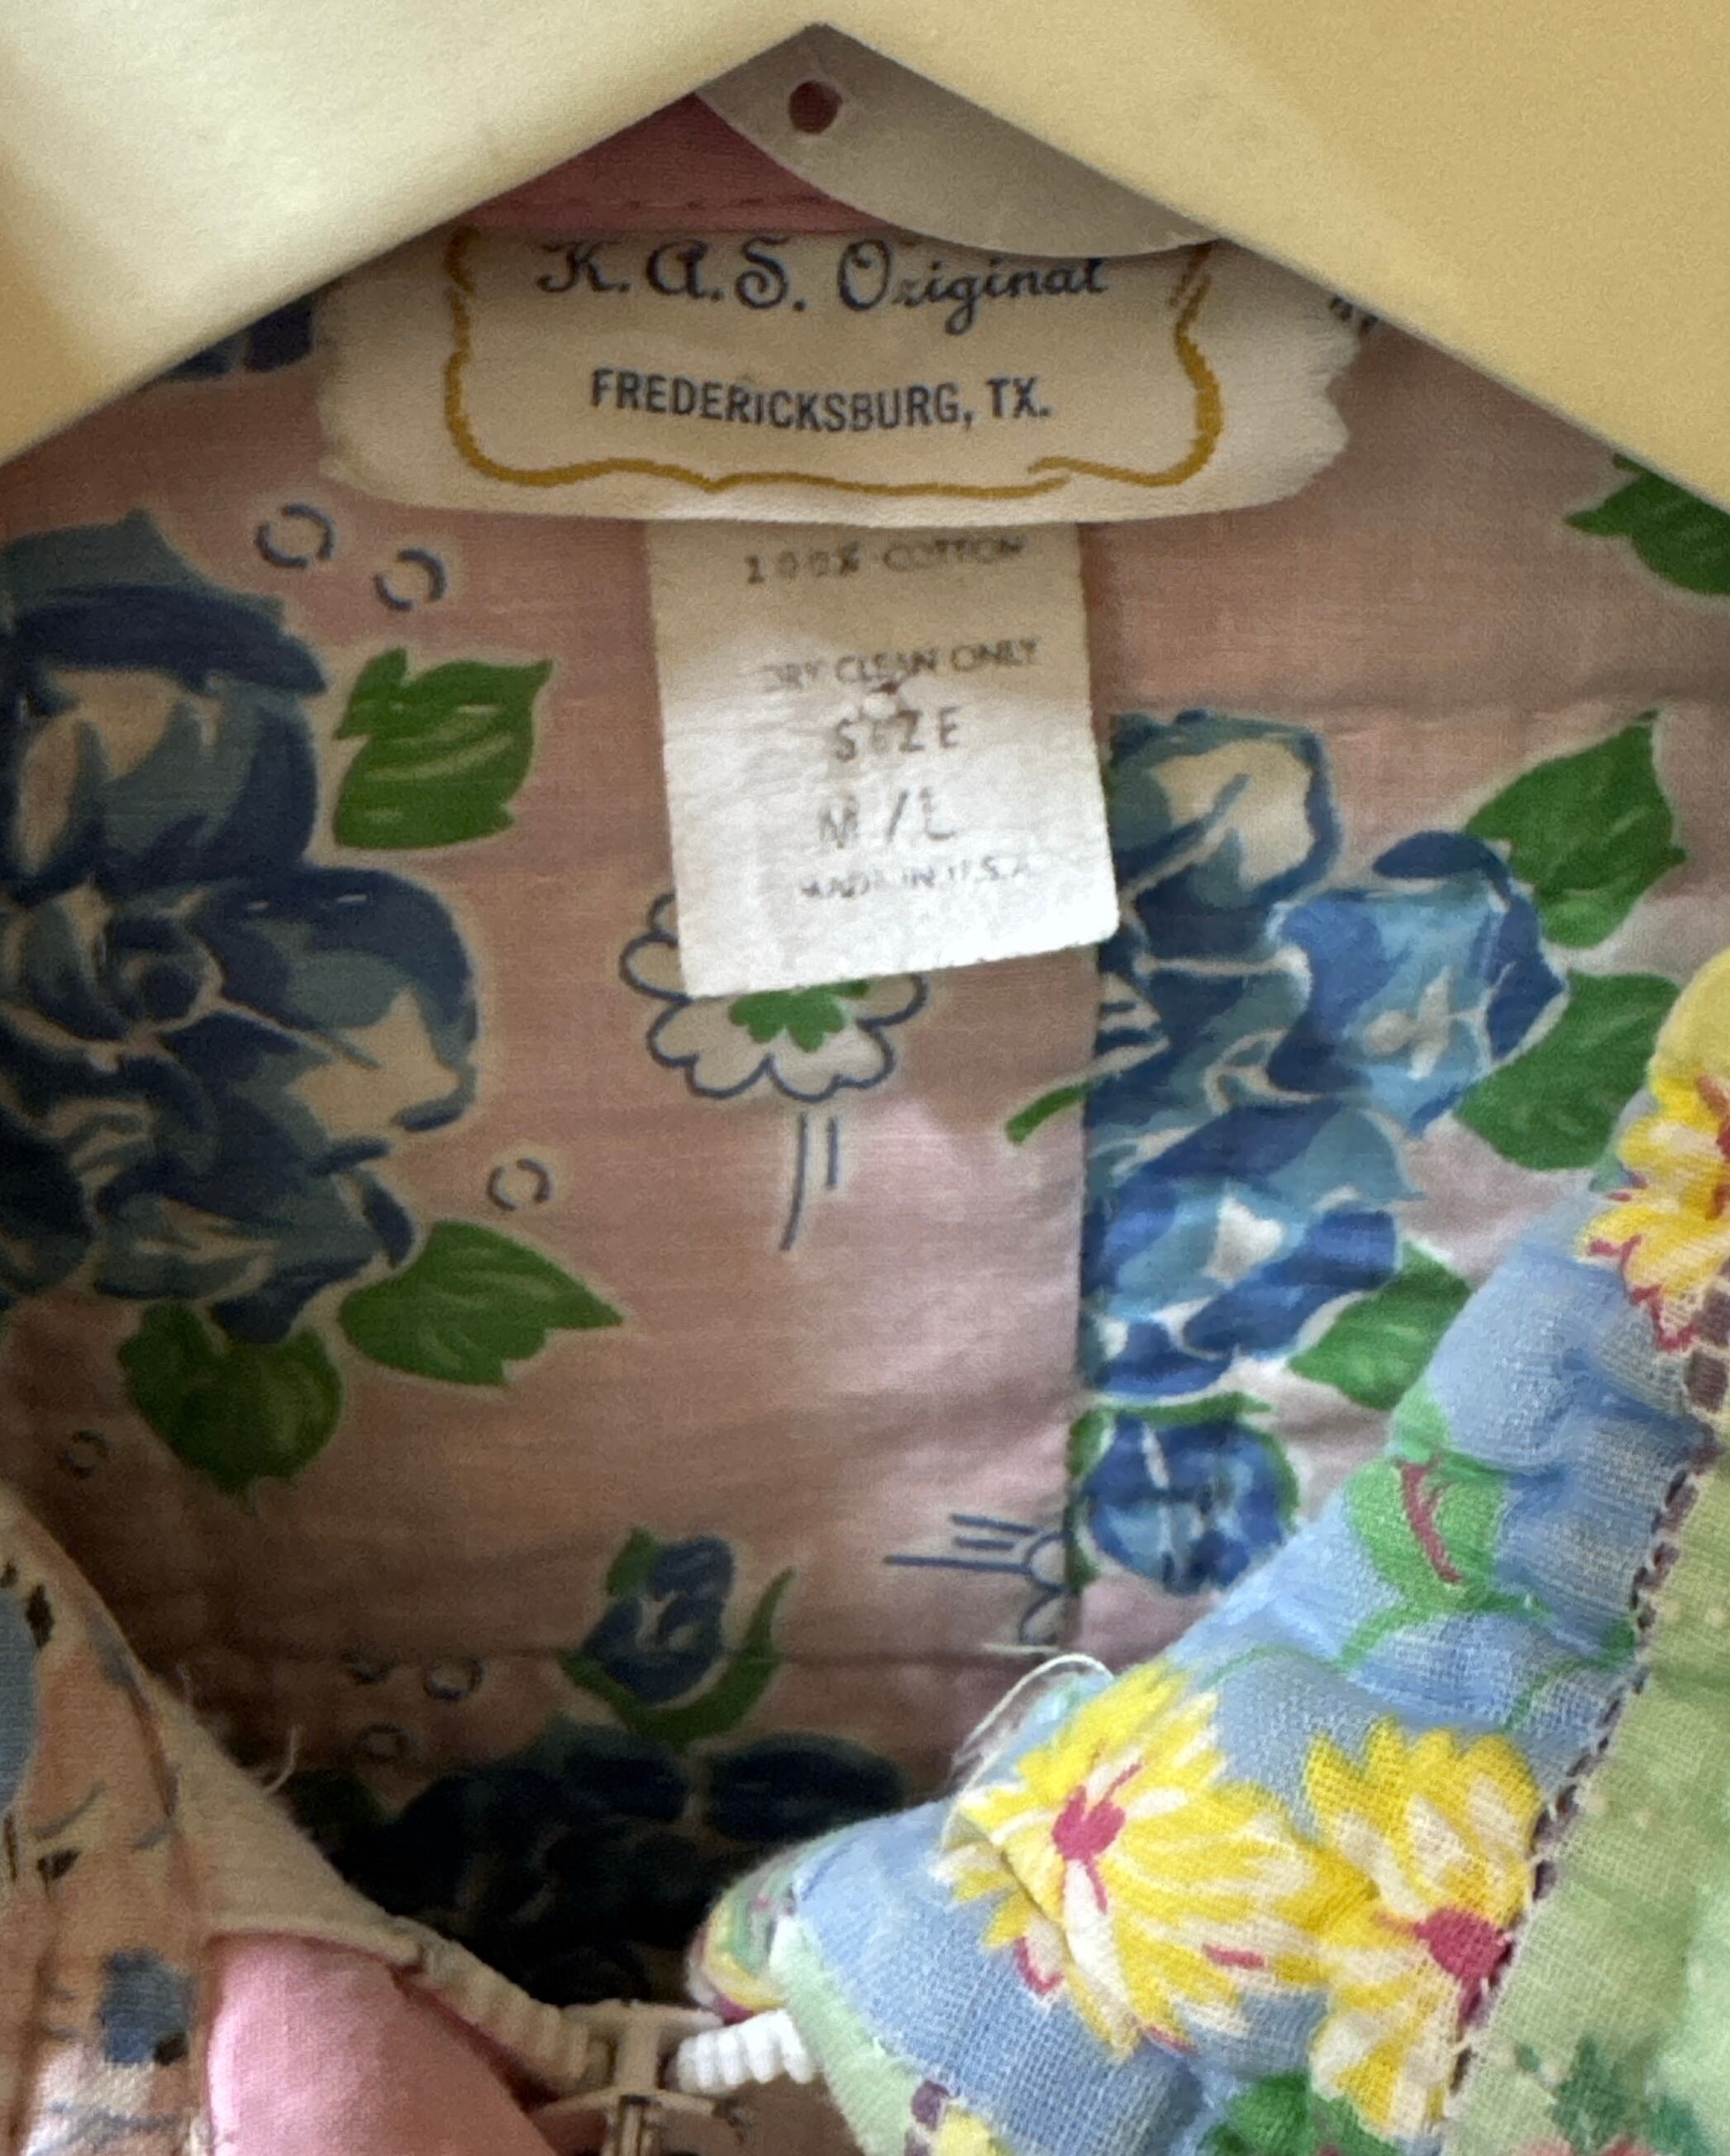 K.A.S. Original
FREDERICKSBURG, TX.
100% COTTON
DRY CLEAN ONLY
SIZE
M/L
MADE IN U.S.A